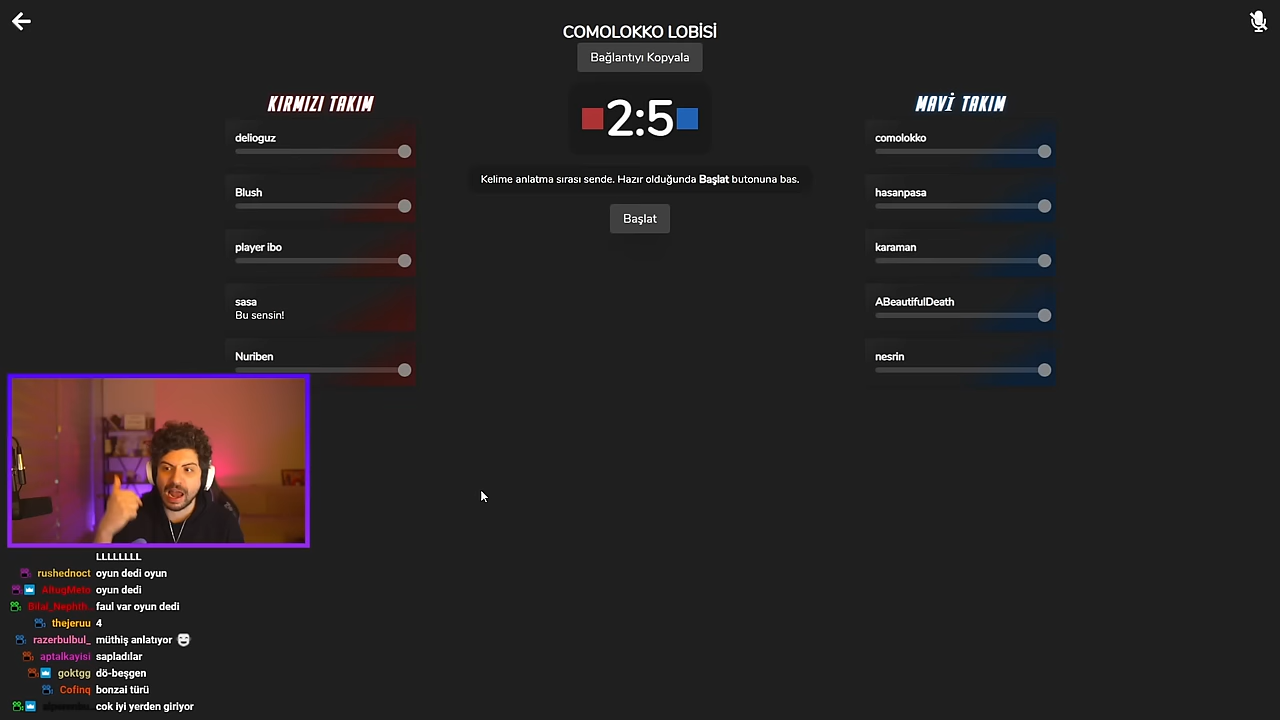 COMOLOKKO LOBİSİ
Bağlantıyı Kopyala
KIRMIZI TAKIM
2:5
MAVİ TAKIM
delioguz
Blush
player ibo
sasa
Bu sensin!
Nuriben
Kelime anlatma sırası sende. Hazır olduğunda Başlat butonuna bas.
Başlat
comolokko
hasanpasa
karaman
ABeautifulDeath
nesrin
LLLLLLLL
rushednoct oyun dedi oyun
AltugMelo oyun dedi
Bilal_Nephth.. faul var oyun dedi
thejeruu 4
razerbulbul_ müthiş anlatıyor
aptalkayisi sapladılar
goktgg dö-beşgen
Cofinq bonzai türü
cok iyi yerden giriyor